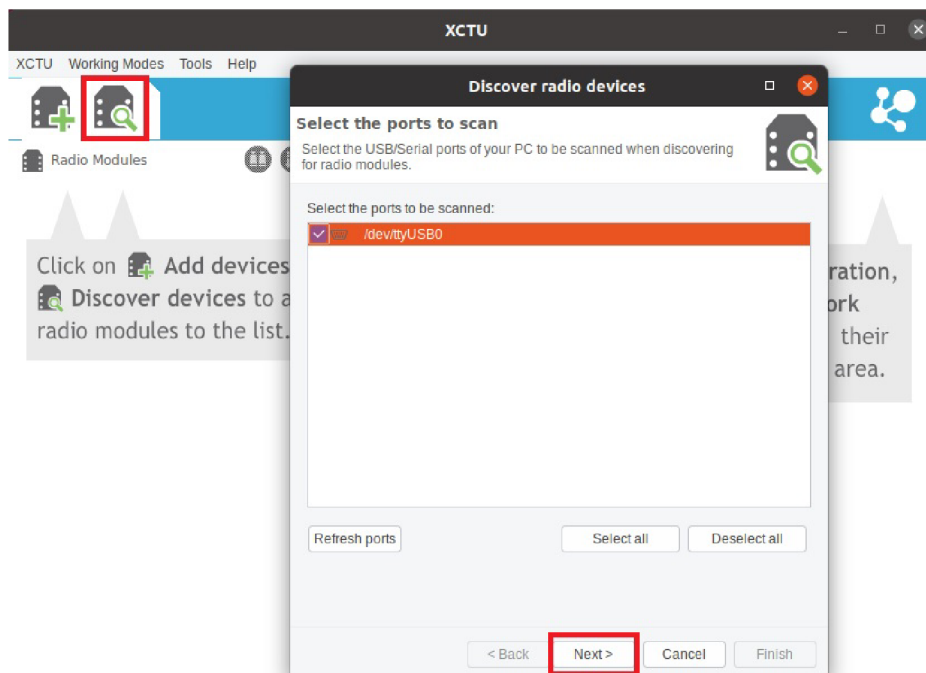 XCTU
XCTU Working Modes Tools Help
Discover radio devices
Select the ports to scan
Select the USB/Serial ports of your PC to be scanned when discovering
for radio modules.
Radio Modules
Select the ports to be scanned:
/dev/ttyUSB0
Click on Add devices
Discover devices to a
radio modules to the list.
ration,
ork
their
area.
Refresh ports
Select all
Deselect all
< Back
Next >
Cancel
Finish